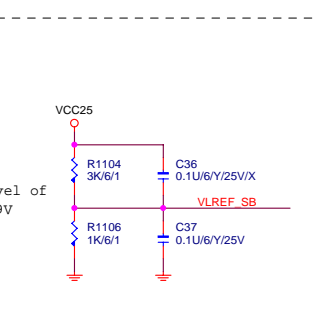 VCC25
R1104
3K/6/1
C36
0.1U/6/Y/25V/X
of
VLREF_SB
R1106
1K/6/1
C37
0.1U/6/Y/25V